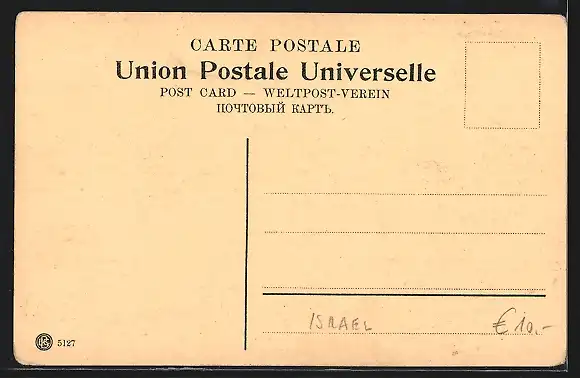 CARTE POSTALE
Union Postale Universelle
POST CARD — WELTPOST-VEREIN
ПОЧТОВЫЙ КАРТЪ.
ISRAEL € 10.-
5127